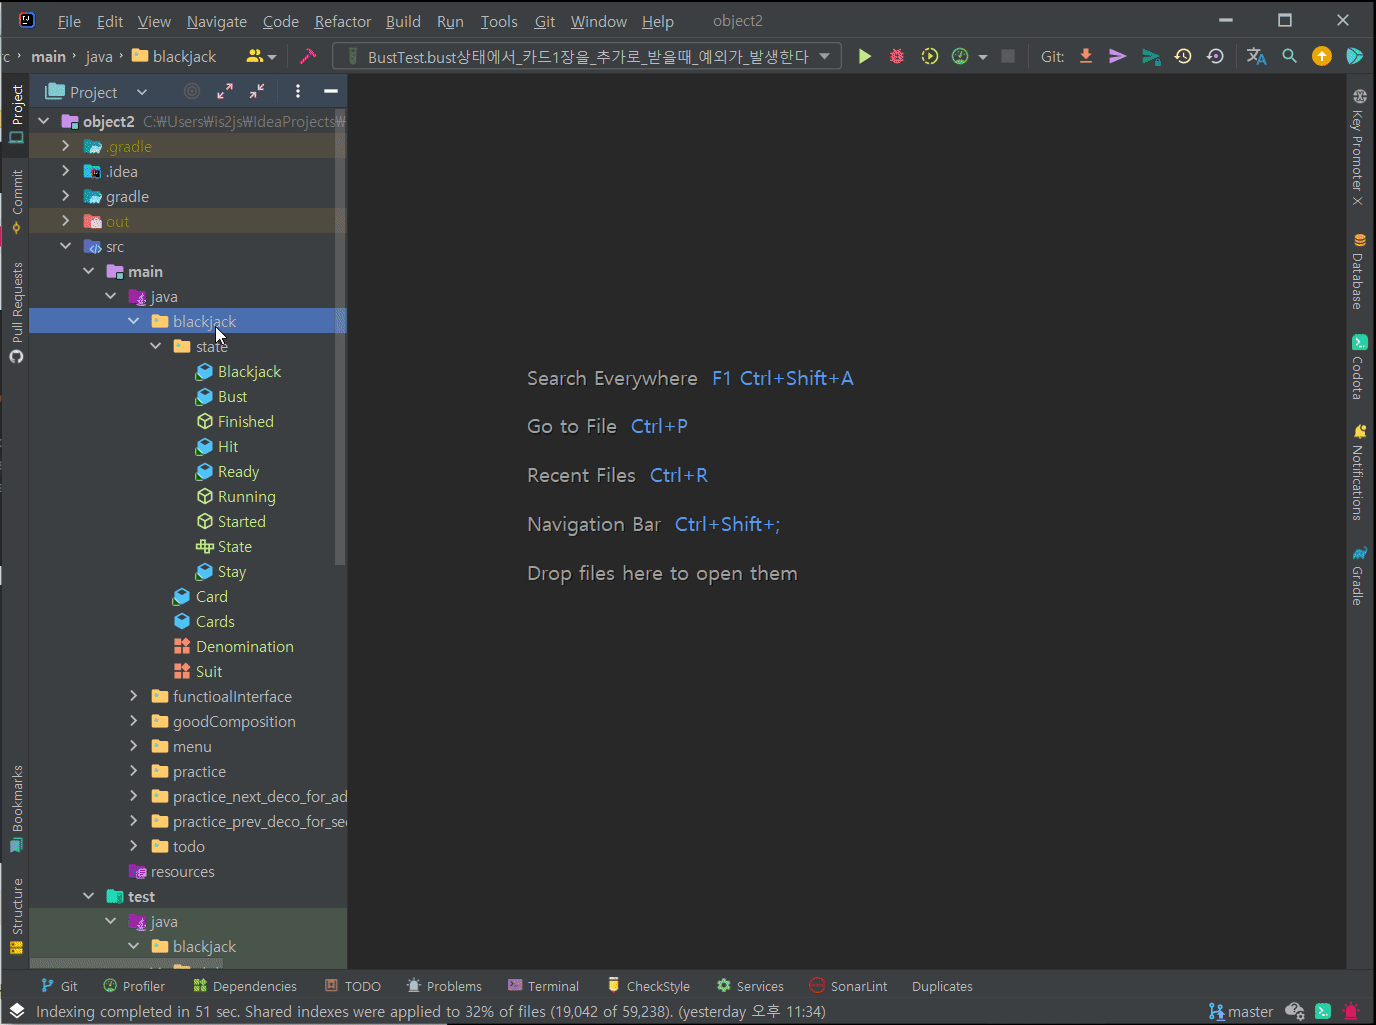 File Edit View Navigate Code Refactor Build Run Tools Git Window Help object2
main java blackjack BustTest.bust상태에서_카드1장을_추가로_받을때_예외가_발생한다 Git:
Project
object2 C:₩Users₩is2js₩IdeaProjects₩
.gradle
.idea
gradle
out
src
main
java
blackjack
state
Blackjack
Bust
Finished
Hit
Ready
Running
Started
State
Stay
Card
Cards
Denomination
Suit
functioalInterface
goodComposition
menu
practice
practice_next_deco_for_ad
practice_prev_deco_for_se
todo
resources
test
java
blackjack
Project
Commit
Pull Requests
Bookmarks
Structure
Search Everywhere F1 Ctrl+Shift+A
Go to File Ctrl+P
Recent Files Ctrl+R
Navigation Bar Ctrl+Shift+;
Drop files here to open them
Key Promoter X
Database
Codota
Notifications
Gradle
Git Profiler Dependencies TODO Problems Terminal CheckStyle Services SonarLint Duplicates
Indexing completed in 51 sec. Shared indexes were applied to 32% of files (19,042 of 59,238). (yesterday 오후 11:34) master